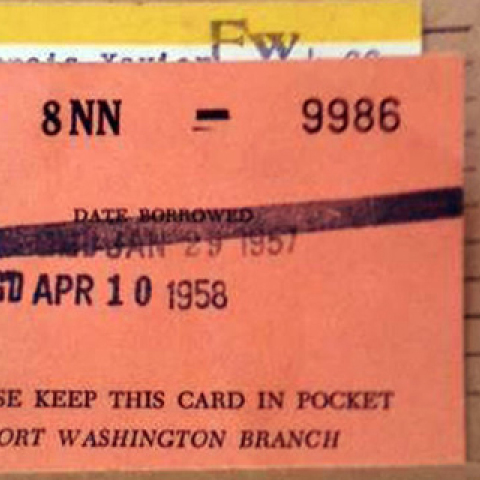 Ew
8NN - 9986
DATE BORROWED
JAN 29 1957
APR 10 1958
SE KEEP THIS CARD IN POCKET
ORT WASHINGTON BRANCH